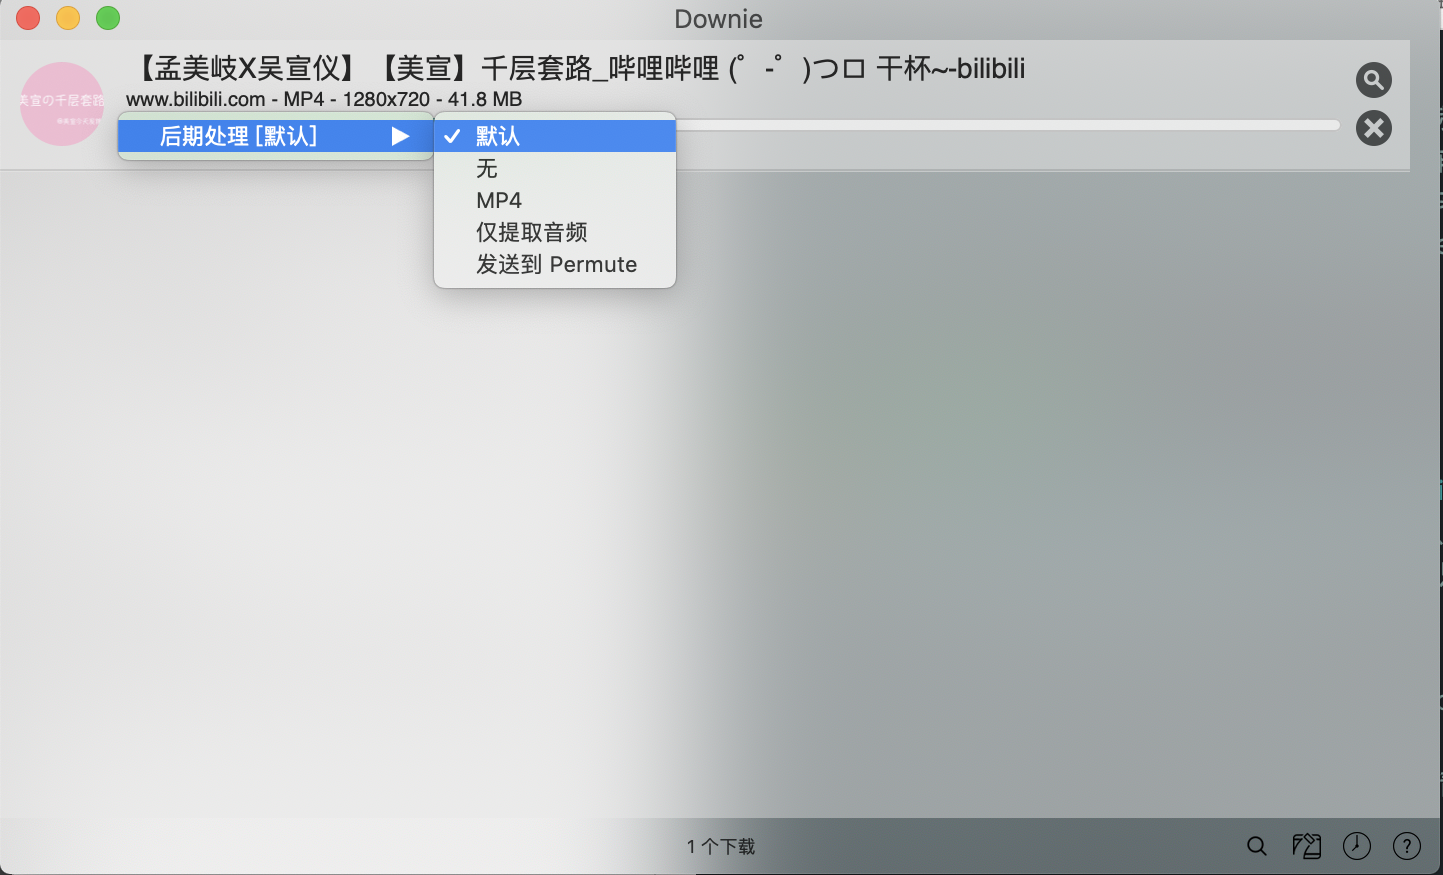 Downie
【孟美岐X吴宣仪】【美宣】千层套路_哔哩哔哩 (゜-゜)つロ 干杯~-bilibili
美宣の千层套路
www.bilibili.com - MP4 - 1280x720 - 41.8 MB
后期处理 [默认]
默认
无
MP4
仅提取音频
发送到 Permute
1 个下载